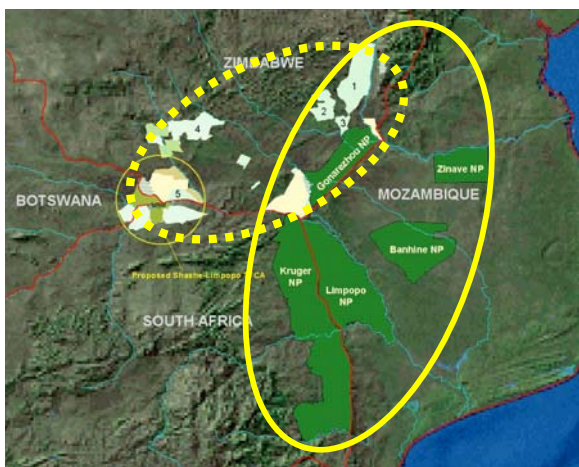 ZIMBABWE
1
2
3
4
Gonarezhou NP
Zinave NP
5
BOTSWANA
MOZAMBIQUE
Banhine NP
Proposed Shashe-Limpopo TFCA
Kruger
NP
Limpopo
NP
SOUTH AFRICA